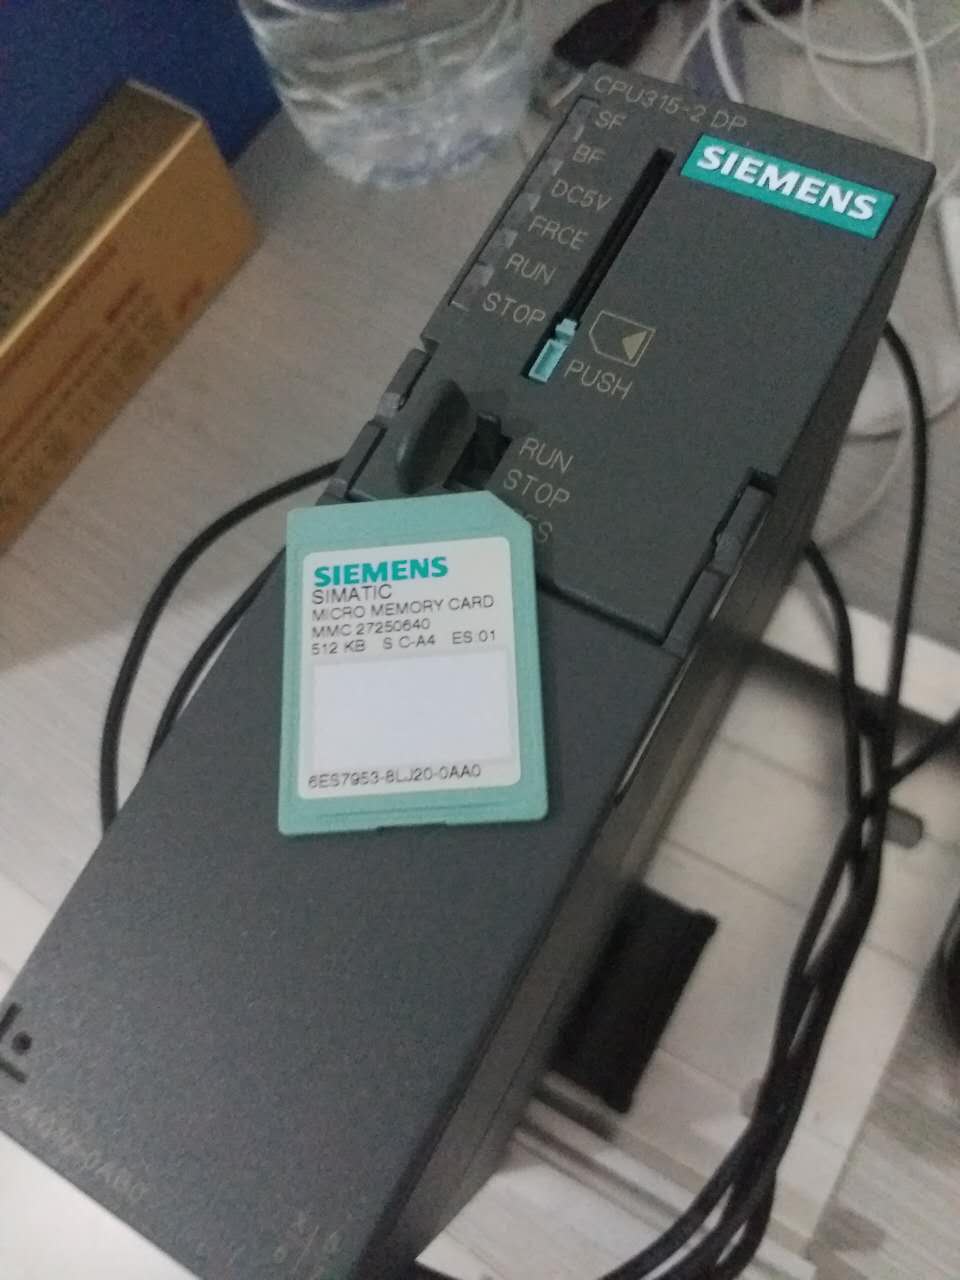 CPU315-2 DP
SIEMENS
SF
BF
DC5V
FRCE
RUN
STOP
PUSH
RUN
STOP
SIEMENS
SIMATIC
MICRO MEMORY CARD
MMC 27250640
512 KB S C-A4 ES:01
6ES7953-8LJ20-0AA0